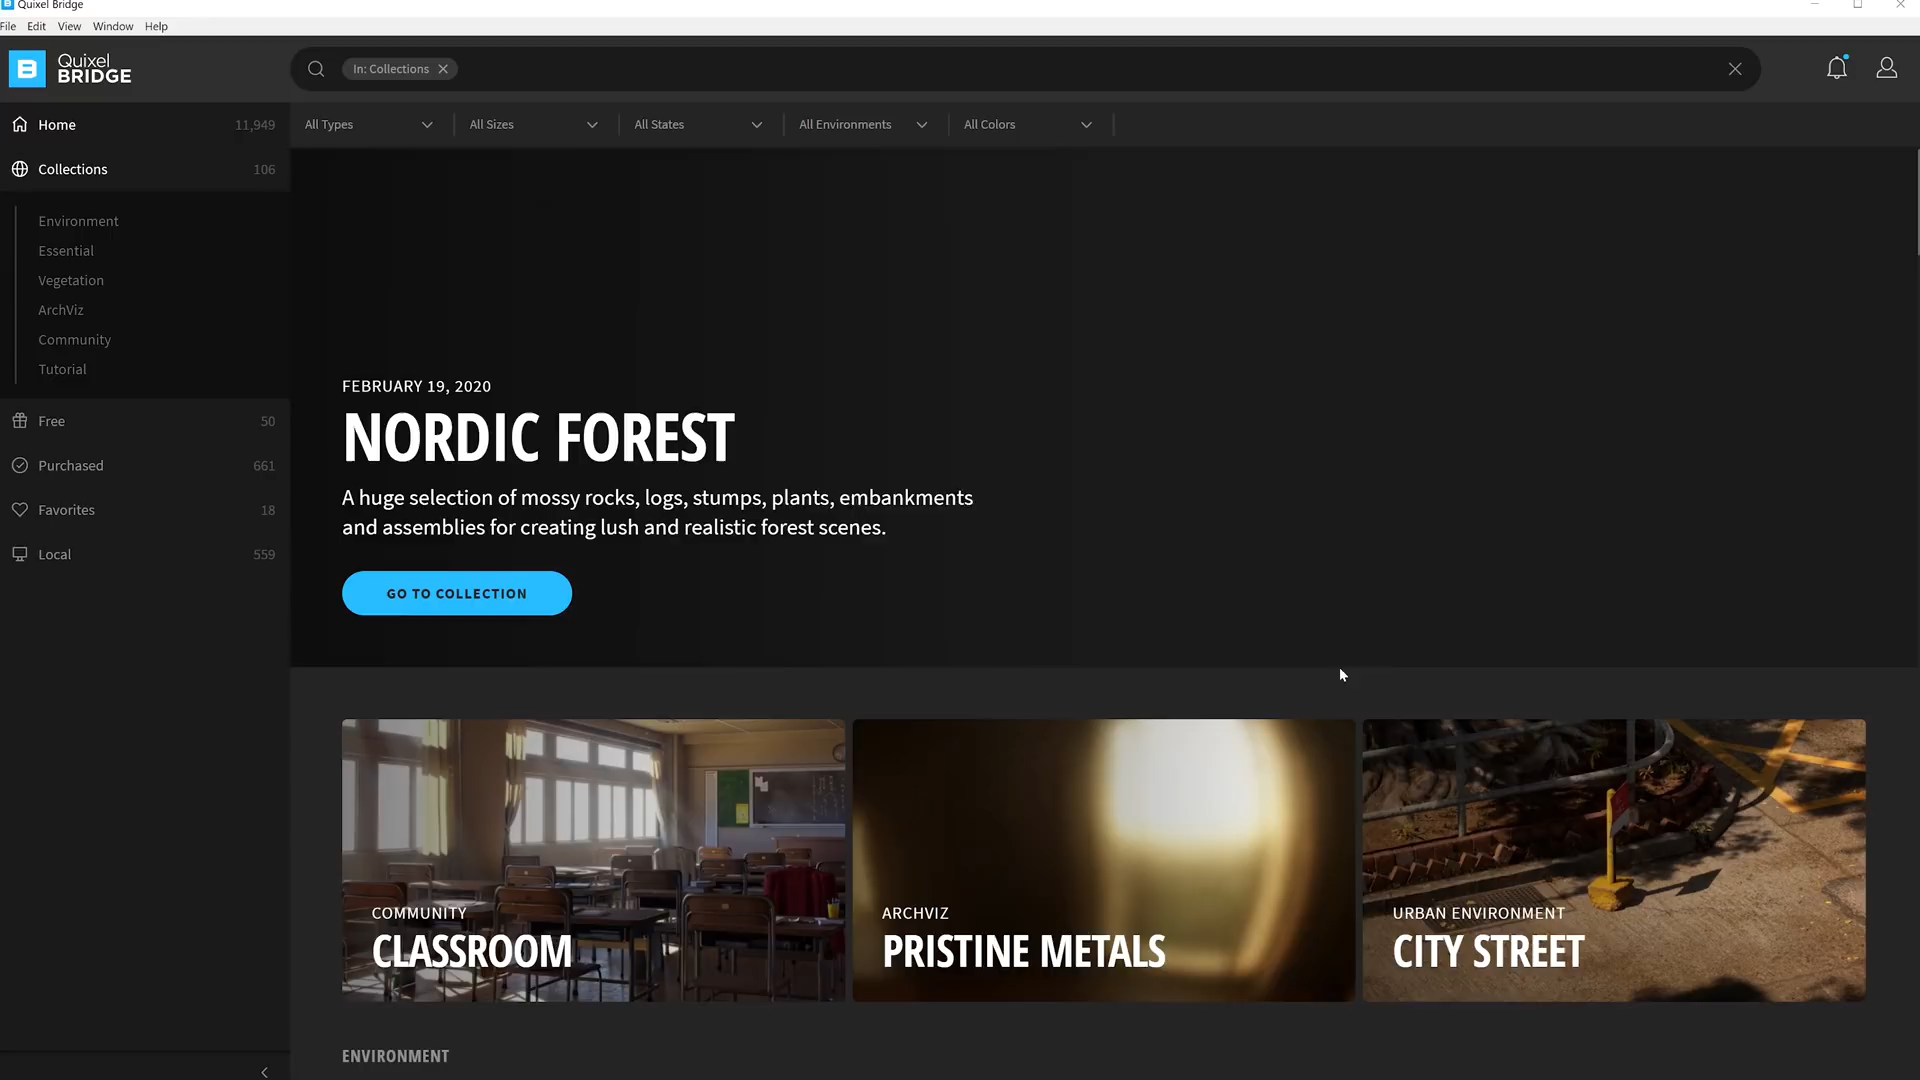 Quixel Bridge
File Edit View Window Help
Quixel
BRIDGE
In: Collections
Home 11,949
Collections 106
Environment
Essential
Vegetation
ArchViz
Community
Tutorial
Free 50
Purchased 661
Favorites 18
Local 559
All Types All Sizes All States All Environments All Colors
FEBRUARY 19, 2020
NORDIC FOREST
A huge selection of mossy rocks, logs, stumps, plants, embankments
and assemblies for creating lush and realistic forest scenes.
GO TO COLLECTION
COMMUNITY
CLASSROOM
ARCHVIZ
PRISTINE METALS
URBAN ENVIRONMENT
CITY STREET
ENVIRONMENT